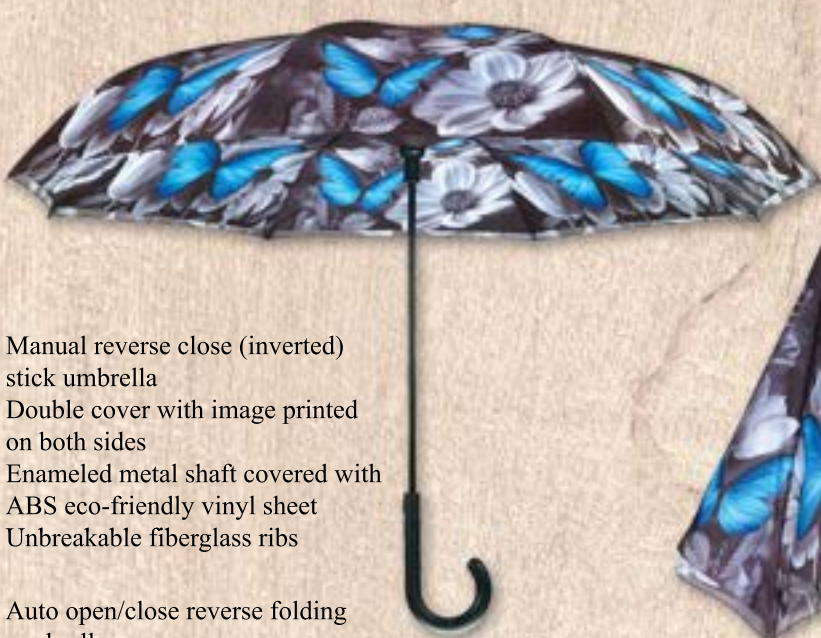 Manual reverse close (inverted)
stick umbrella
Double cover with image printed
on both sides
Enameled metal shaft covered with
ABS eco-friendly vinyl sheet
Unbreakable fiberglass ribs
Auto open/close reverse folding